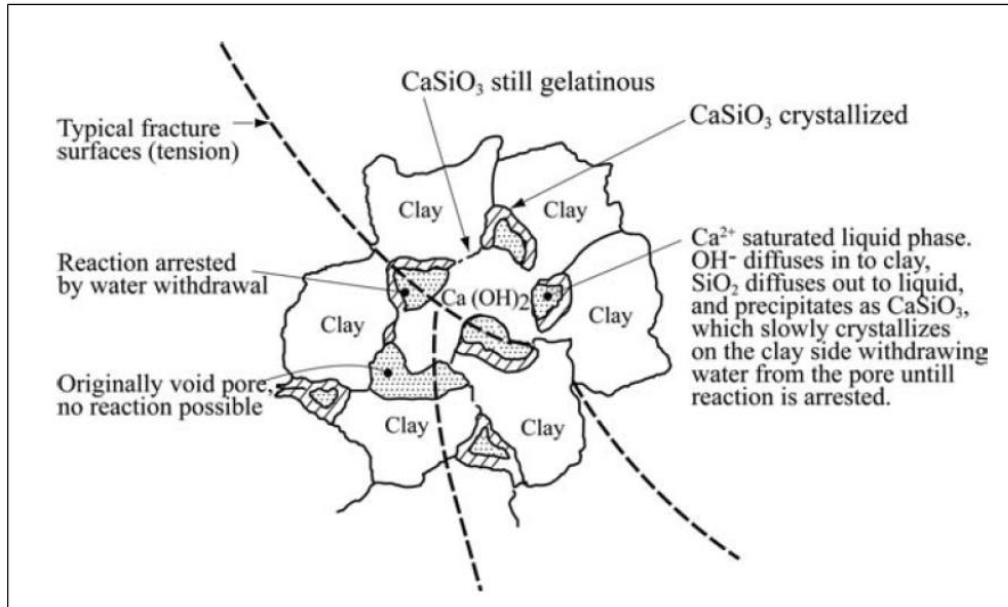 CaSiO₃ still gelatinous
CaSiO₃ crystallized
Typical fracture
surfaces (tension)
Clay
Clay
Reaction arrested
by water withdrawal
Ca²⁺ saturated liquid phase.
OH⁻ diffuses in to clay,
SiO₂ diffuses out to liquid,
and precipitates as CaSiO₃,
which slowly crystallizes
on the clay side withdrawing
water from the pore untill
reaction is arrested.
Ca (OH)₂
Clay
Clay
Originally void pore,
no reaction possible
Clay
Clay